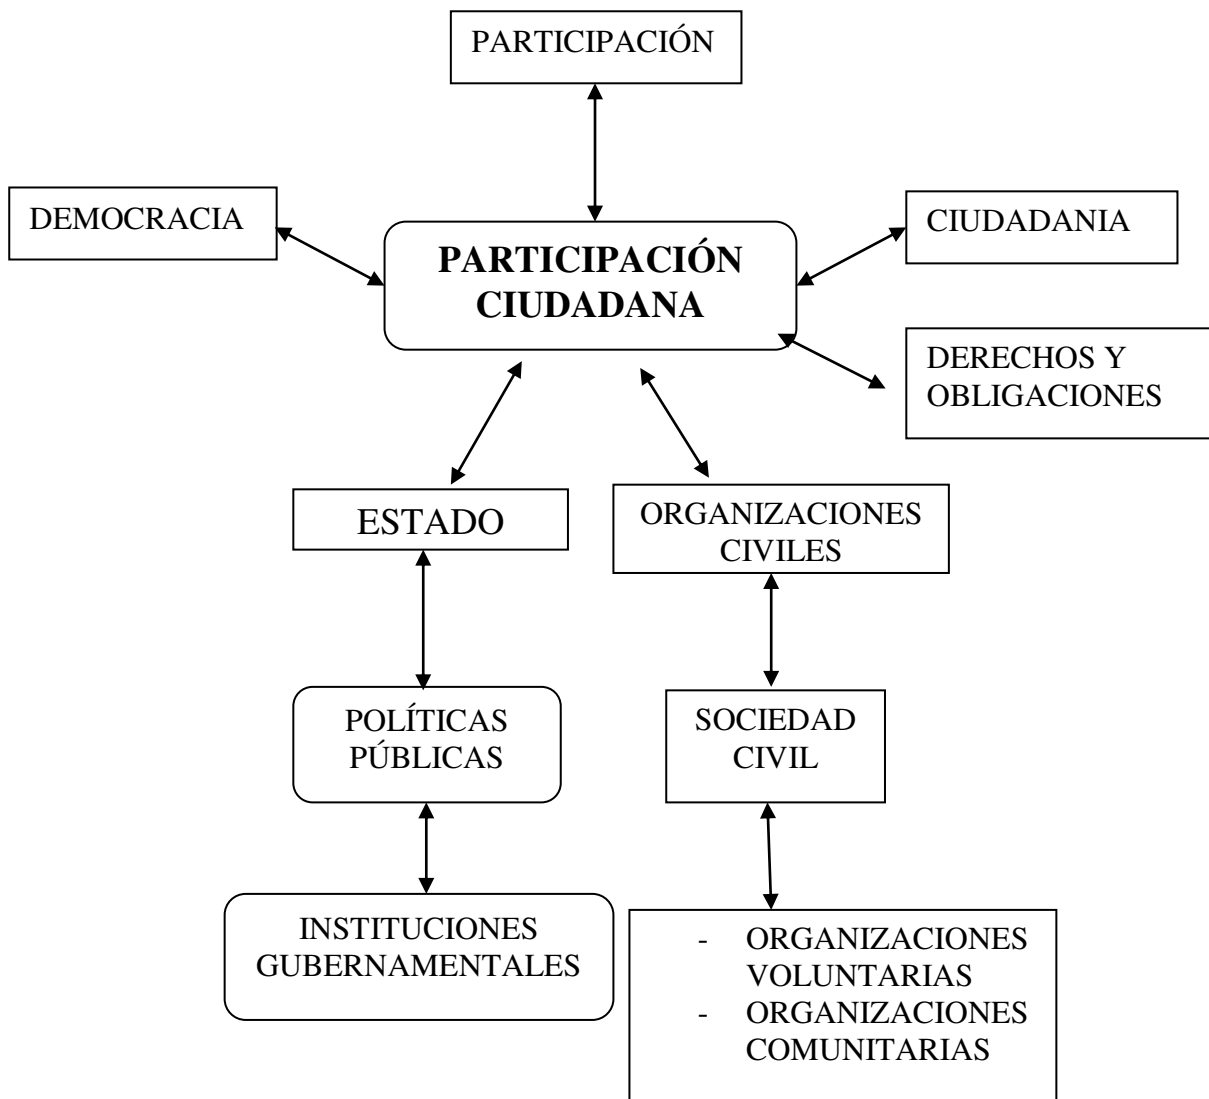 PARTICIPACIÓN
DEMOCRACIA
CIUDADANIA
PARTICIPACIÓN
CIUDADANA
DERECHOS Y
OBLIGACIONES
ESTADO
ORGANIZACIONES
CIVILES
POLÍTICAS
PÚBLICAS
SOCIEDAD
CIVIL
INSTITUCIONES
GUBERNAMENTALES
- ORGANIZACIONES
VOLUNTARIAS
- ORGANIZACIONES
COMUNITARIAS